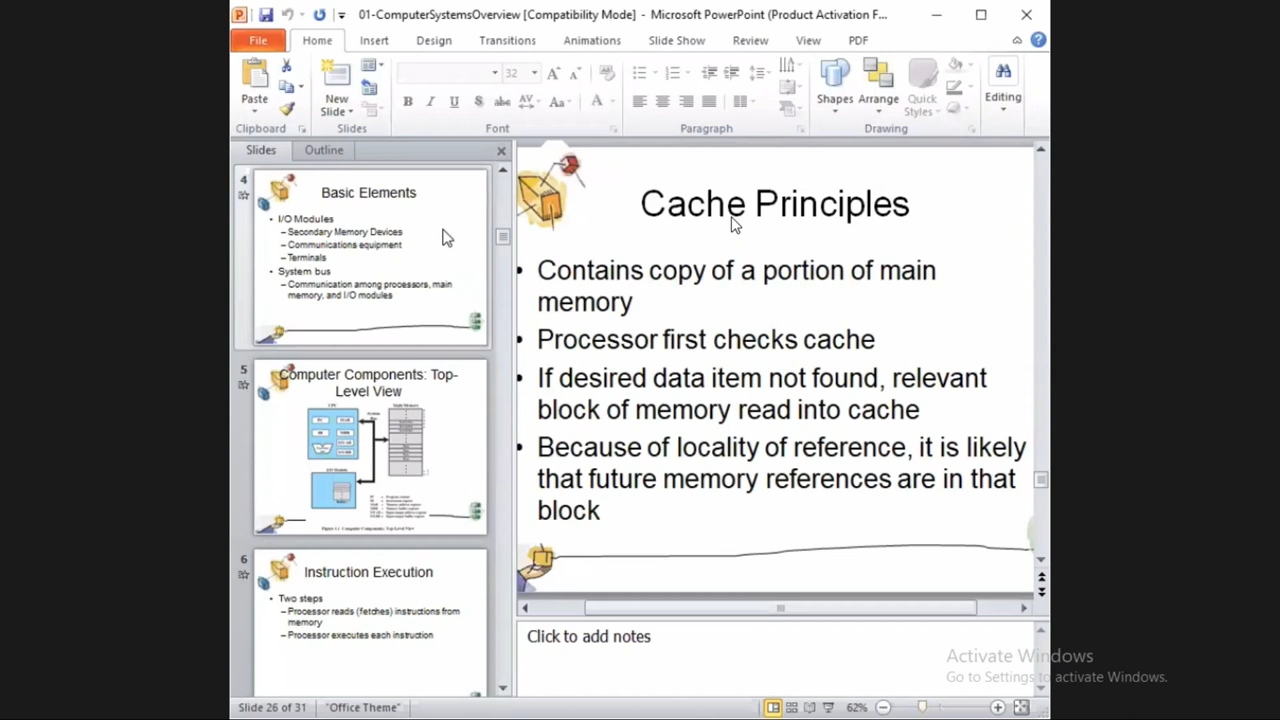 01-ComputerSystemsOverview [Compatibility Mode] - Microsoft PowerPoint (Product Activation F...
File Home Insert Design Transitions Animations Slide Show Review View PDF
32
Paste
New
Slide
Shapes Arrange Quick
Styles
Editing
Clipboard Slides Font Paragraph Drawing
Slides Outline
4
Basic Elements
• I/O Modules
– Secondary Memory Devices
– Communications equipment
– Terminals
• System bus
– Communication among processors, main
memory, and I/O modules
5
Computer Components: Top-
Level View
6
Instruction Execution
• Two steps
– Processor reads (fetches) instructions from
memory
– Processor executes each instruction
Cache Principles
• Contains copy of a portion of main
memory
• Processor first checks cache
• If desired data item not found, relevant
block of memory read into cache
• Because of locality of reference, it is likely
that future memory references are in that
block
Click to add notes
Activate Windows
Go to Settings to activate Windows.
Slide 26 of 31 "Office Theme" 62%